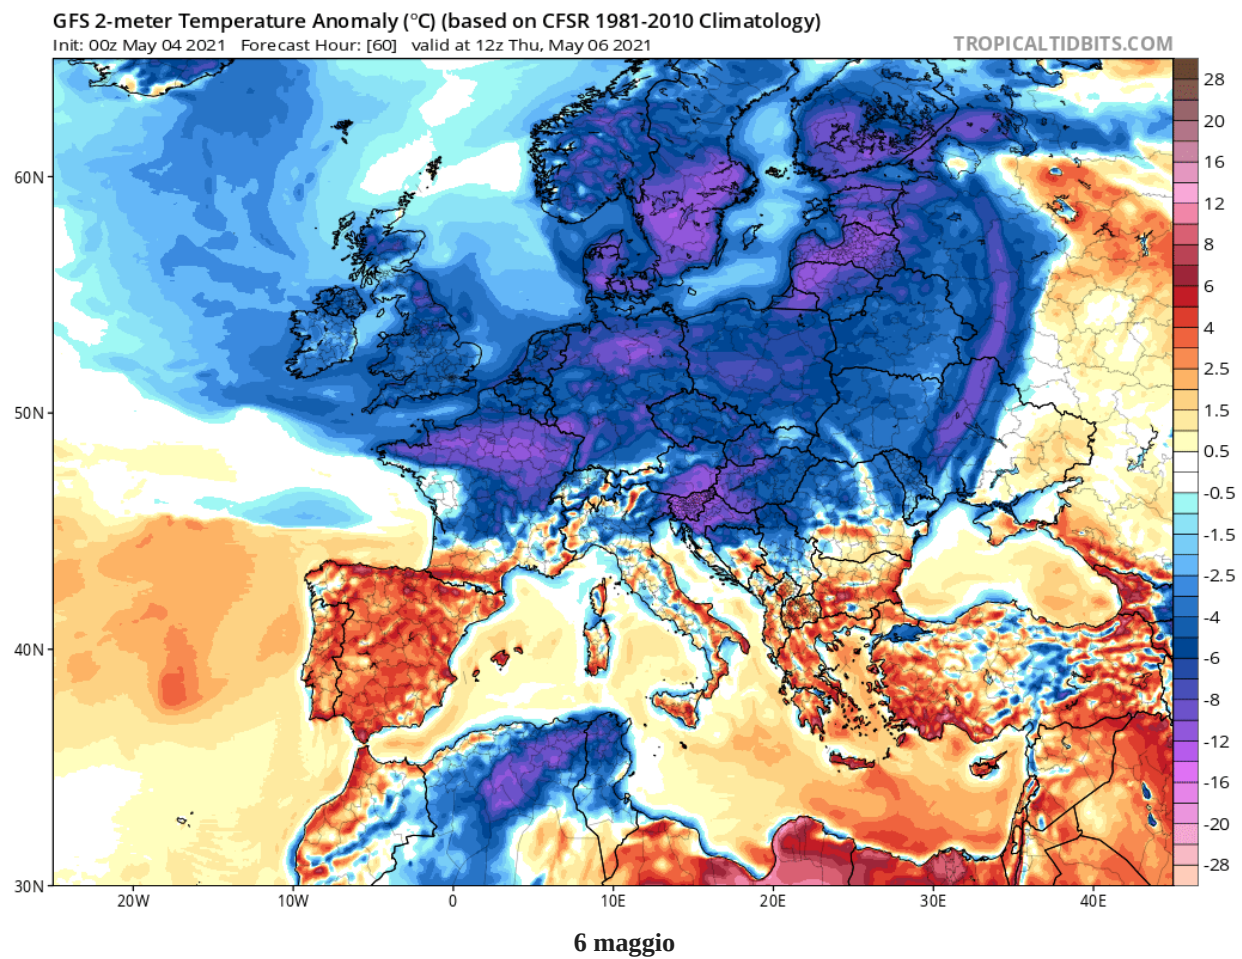 GFS 2-meter Temperature Anomaly (°C) (based on CFSR 1981-2010 Climatology)
Init: 00z May 04 2021 Forecast Hour: [60] valid at 12z Thu, May 06 2021 TROPICALTIDBITS.COM
28
20
16
12
8
6
4
2.5
1.5
0.5
-0.5
-1.5
-2.5
-4
-6
-8
-12
-16
-20
-28
60N
50N
40N
30N
20W 10W 0 10E 20E 30E 40E
6 maggio